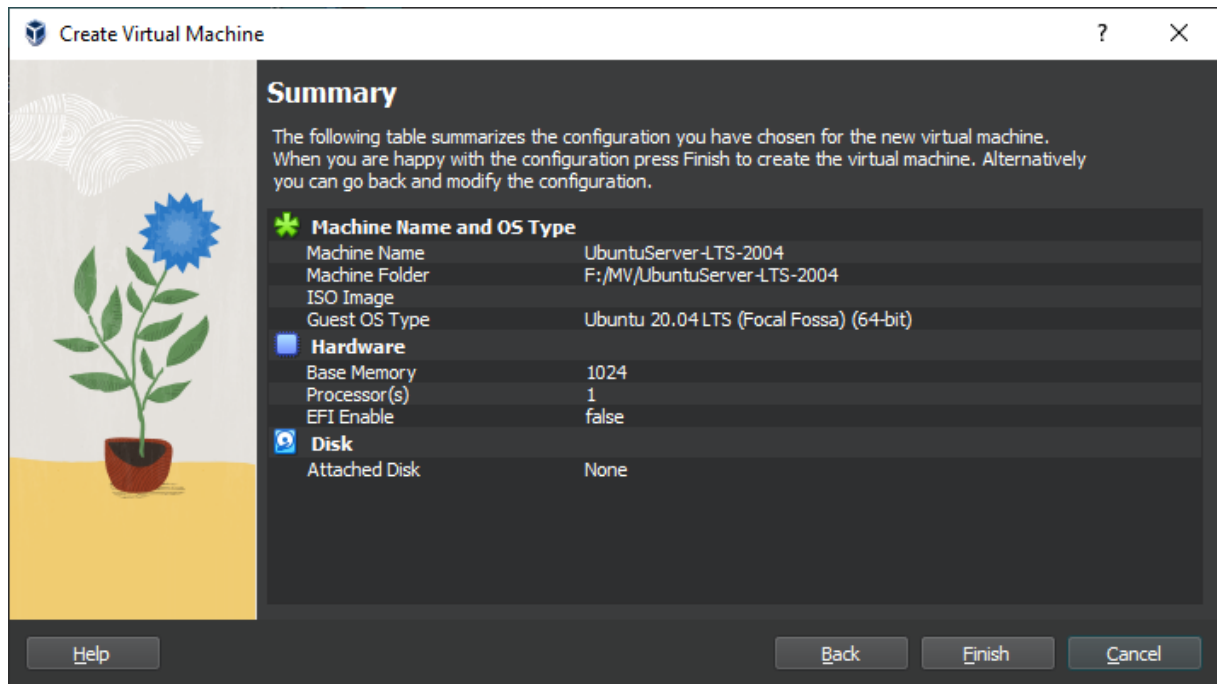 Create Virtual Machine
?
Summary
The following table summarizes the configuration you have chosen for the new virtual machine.
When you are happy with the configuration press Finish to create the virtual machine. Alternatively
you can go back and modify the configuration.
Machine Name and OS Type
Machine Name UbuntuServer-LTS-2004
Machine Folder F:/MV/UbuntuServer-LTS-2004
ISO Image
Guest OS Type Ubuntu 20.04 LTS (Focal Fossa) (64-bit)
Hardware
Base Memory 1024
Processor(s) 1
EFI Enable false
Disk
Attached Disk None
Help Back Finish Cancel